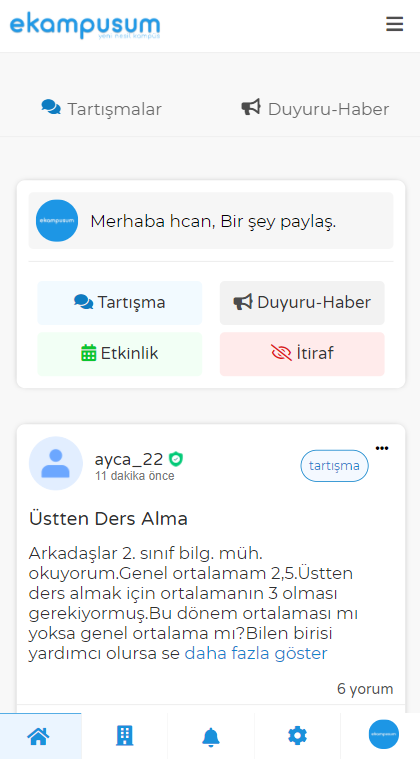 ekampusum
yeni nesil kampüs
Tartışmalar
Duyuru-Haber
ekampusum
Merhaba hcan, Bir şey paylaş.
Tartışma
Duyuru-Haber
Etkinlik
İtiraf
ayca_22
11 dakika önce
tartışma
Üstten Ders Alma
Arkadaşlar 2. sınıf bilg. müh.
okuyorum.Genel ortalamam 2,5.Üstten
ders almak için ortalamanın 3 olması
gerekiyormuş.Bu dönem ortalaması mı
yoksa genel ortalama mı?Bilen birisi
yardımcı olursa se daha fazla göster
6 yorum
ekampusum